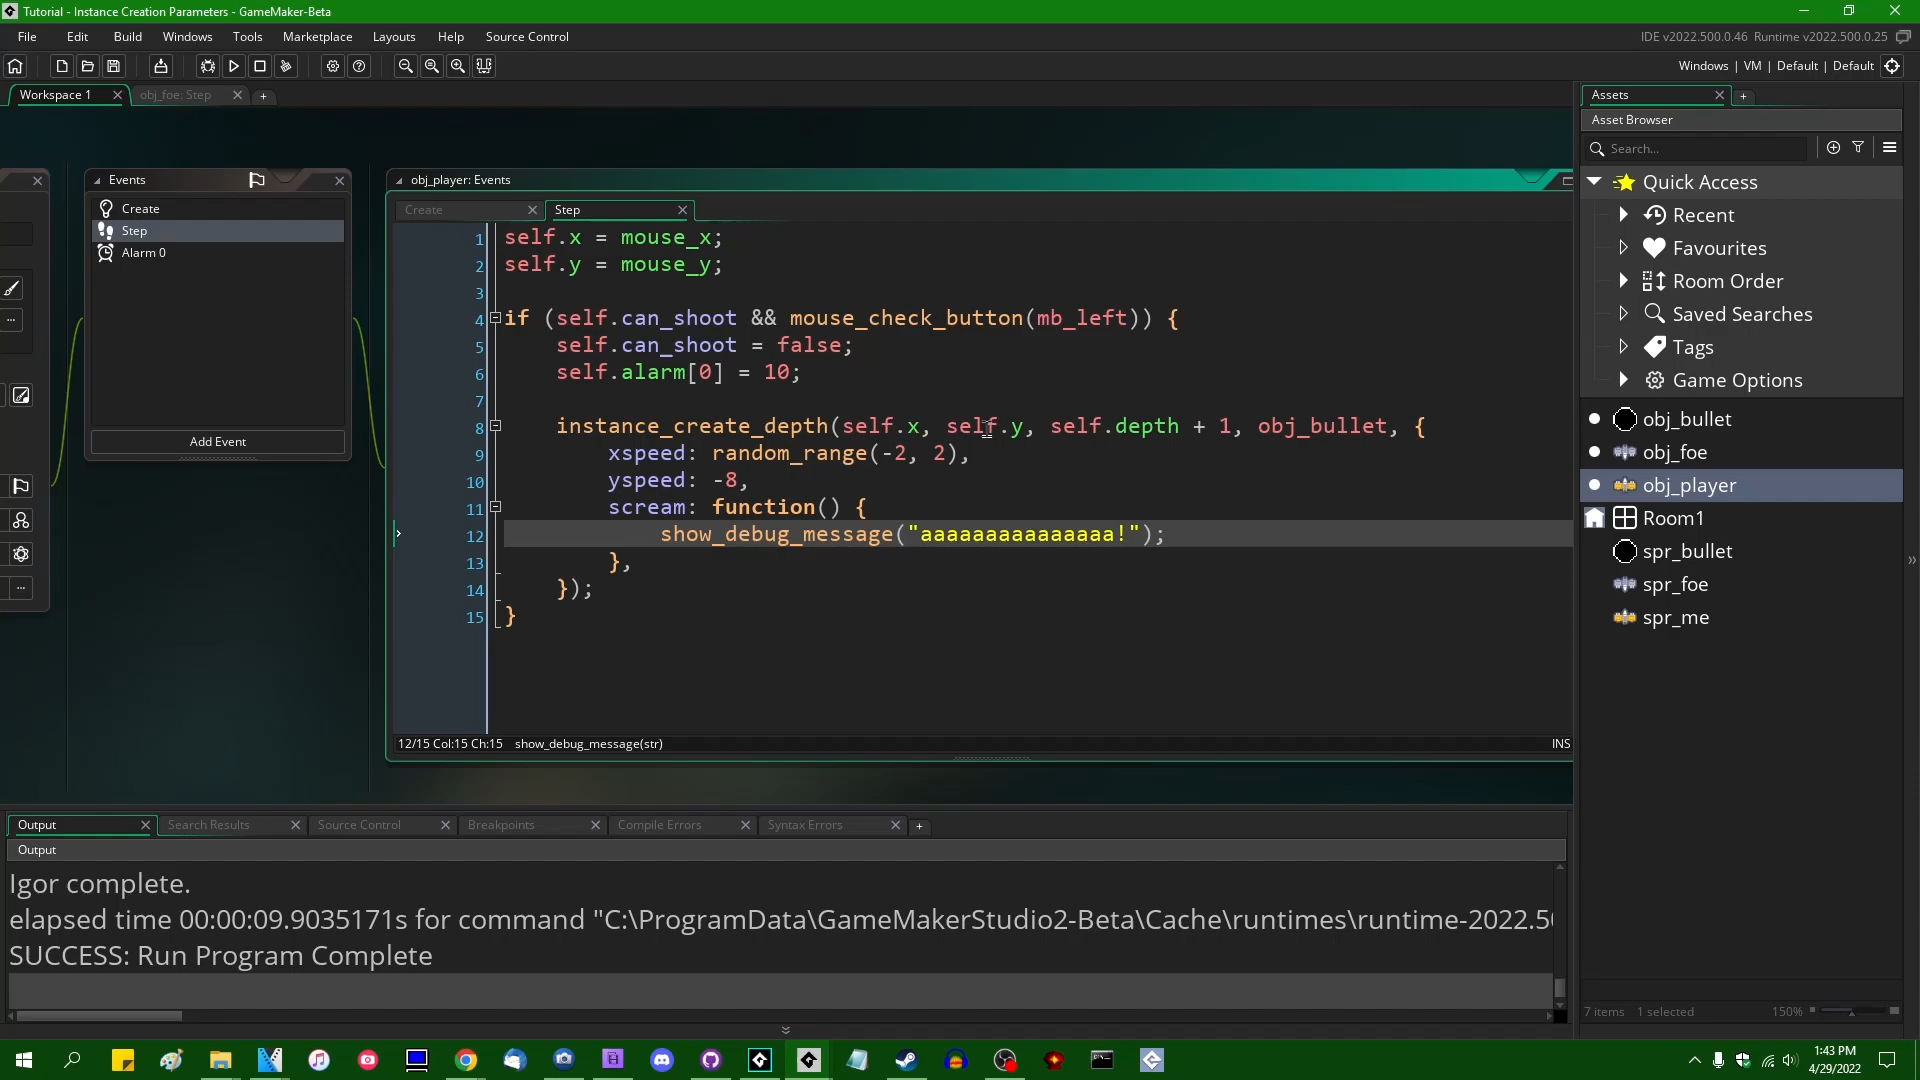 Tutorial - Instance Creation Parameters - GameMaker-Beta
File Edit Build Windows Tools Marketplace Layouts Help Source Control
IDE v2022.500.0.46 Runtime v2022.500.0.25
Windows | VM | Default | Default
Workspace 1
obj_foe: Step
+
Assets
+
Asset Browser
Search...
Quick Access
Recent
Favourites
Room Order
Saved Searches
Tags
Game Options
obj_bullet
obj_foe
obj_player
Room1
spr_bullet
spr_foe
spr_me
7 items 1 selected
150%
Events
Create
Step
Alarm 0
Add Event
obj_player: Events
Create
Step
1 self.x = mouse_x;
2 self.y = mouse_y;
3
4 if (self.can_shoot && mouse_check_button(mb_left)) {
5 self.can_shoot = false;
6 self.alarm[0] = 10;
7
8 instance_create_depth(self.x, self.y, self.depth + 1, obj_bullet, {
9 xspeed: random_range(-2, 2),
10 yspeed: -8,
11 scream: function() {
12 show_debug_message("aaaaaaaaaaaaaaa!");
13 },
14 });
15 }
12/15 Col:15 Ch:15 show_debug_message(str)
INS
Output
Search Results
Source Control
Breakpoints
Compile Errors
Syntax Errors
+
Output
Igor complete.
elapsed time 00:00:09.9035171s for command "C:\ProgramData\GameMakerStudio2-Beta\Cache\runtimes\runtime-2022.50
SUCCESS: Run Program Complete
1:43 PM
4/29/2022